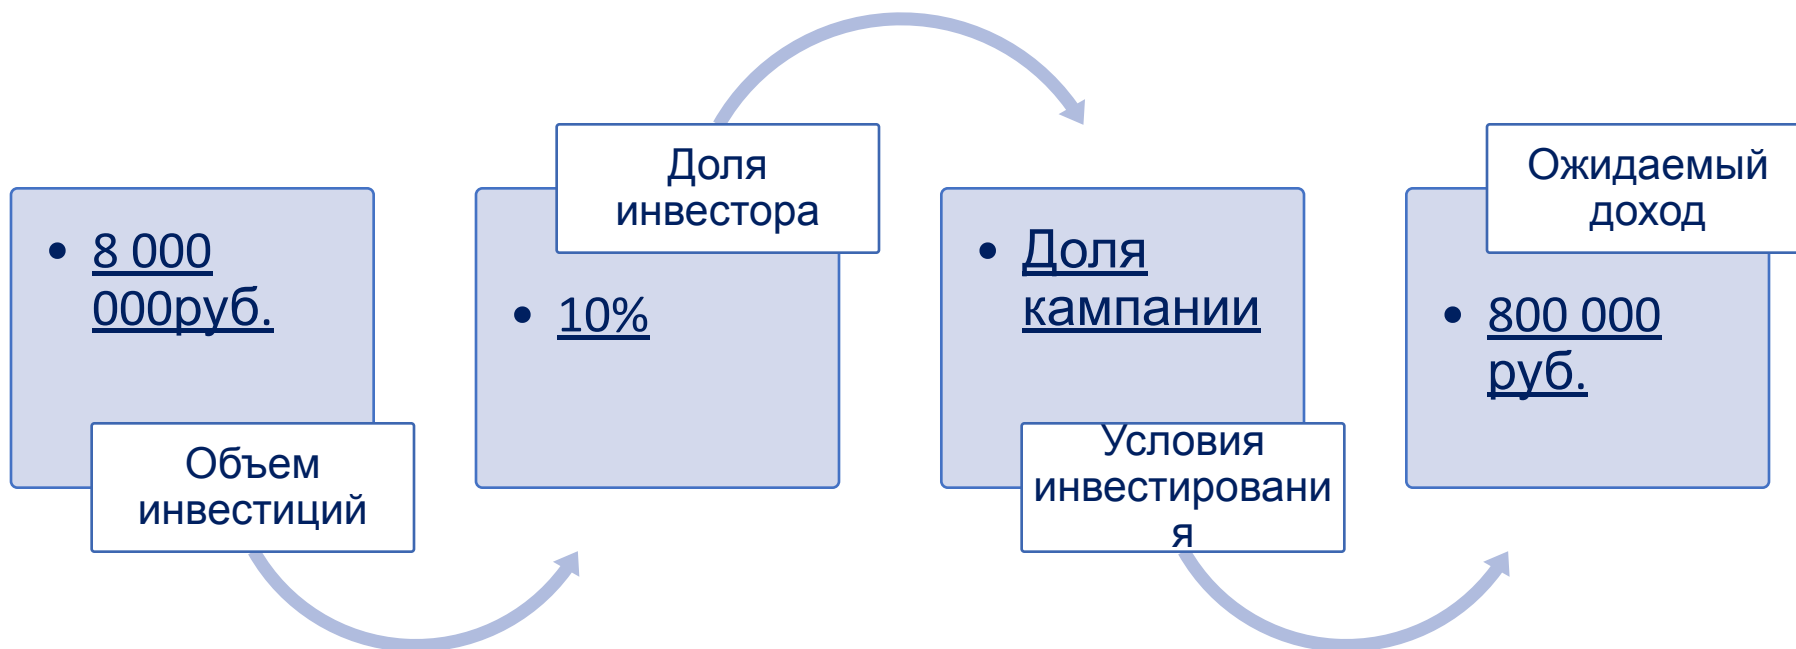 • 8 000
000руб.
Объем
инвестиций
Доля
инвестора
• 10%
• Доля
кампании
Условия
инвестировани
я
Ожидаемый
доход
• 800 000
руб.